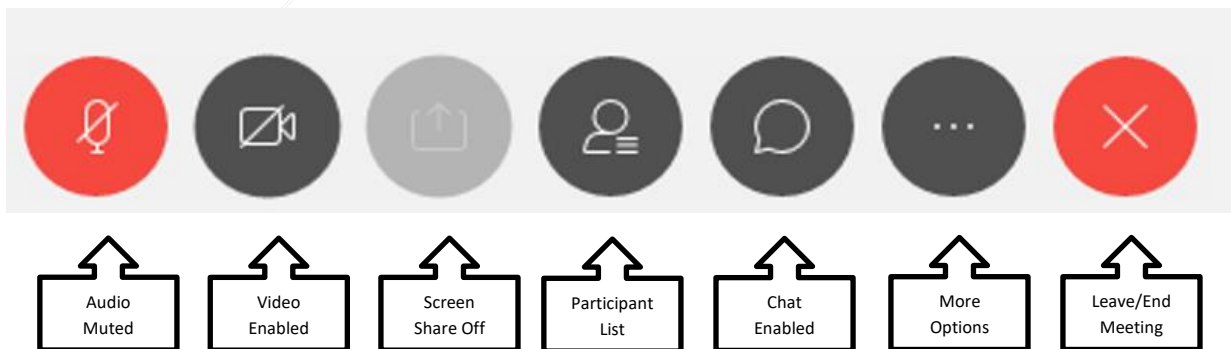 Audio
Muted
Video
Enabled
Screen
Share Off
Participant
List
Chat
Enabled
More
Options
Leave/End
Meeting